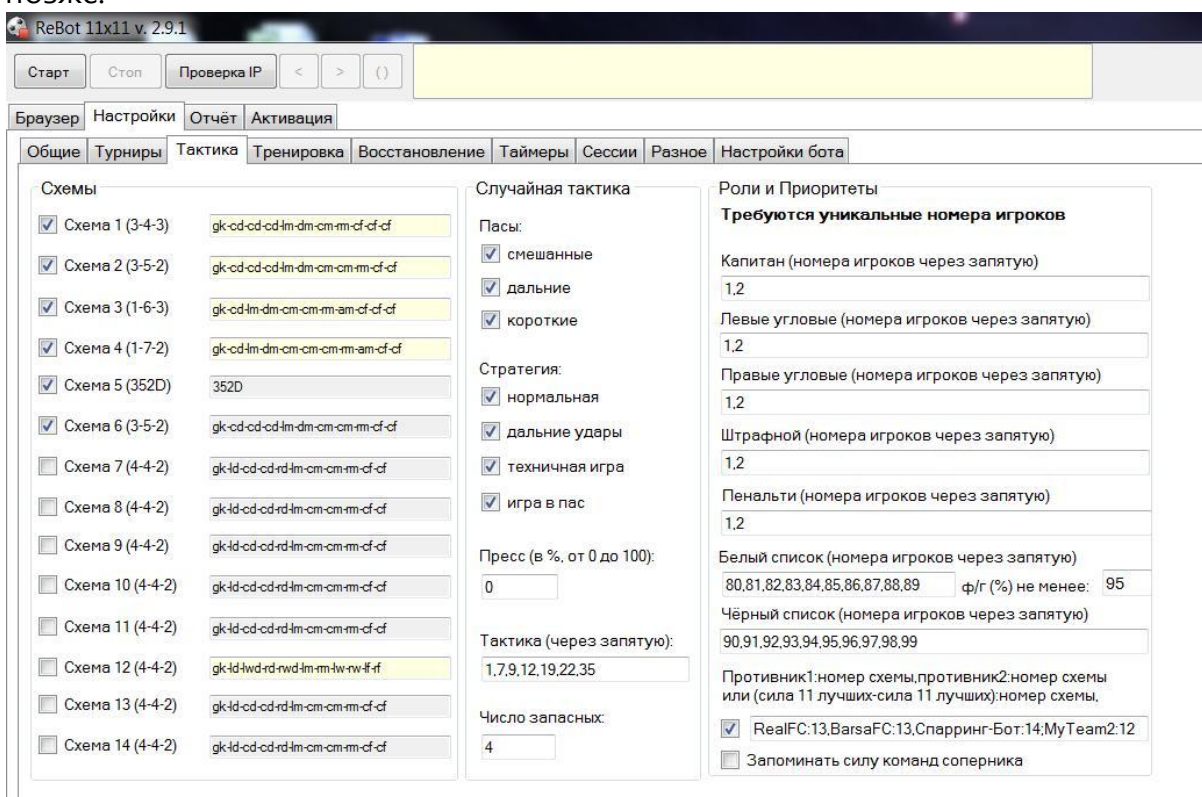 позже.
ReBot 11x11 v. 2.9.1
Старт Стоп Проверка IP < > ()
Браузер Настройки Отчёт Активация
Общие Турниры Тактика Тренировка Восстановление Таймеры Сессии Разное Настройки бота
Схемы
Схема 1 (3-4-3) gk-cd-cd-cd-lm-dm-cm-rm-cf-cf-cf
Схема 2 (3-5-2) gk-cd-cd-cd-lm-dm-cm-cm-rm-cf-cf
Схема 3 (1-6-3) gk-cd-lm-dm-cm-cm-rm-am-cf-cf-cf
Схема 4 (1-7-2) gk-cd-lm-dm-cm-cm-cm-rm-am-cf-cf
Схема 5 (352D) 352D
Схема 6 (3-5-2) gk-cd-cd-cd-lm-dm-cm-cm-rm-cf-cf
Схема 7 (4-4-2) gk-ld-cd-cd-rd-lm-cm-cm-rm-cf-cf
Схема 8 (4-4-2) gk-ld-cd-cd-rd-lm-cm-cm-rm-cf-cf
Схема 9 (4-4-2) gk-ld-cd-cd-rd-lm-cm-cm-rm-cf-cf
Схема 10 (4-4-2) gk-ld-cd-cd-rd-lm-cm-cm-rm-cf-cf
Схема 11 (4-4-2) gk-ld-cd-cd-rd-lm-cm-cm-rm-cf-cf
Схема 12 (4-4-2) gk-ld-lwd-rd-rwd-lm-rm-lw-rw-lf-rf
Схема 13 (4-4-2) gk-ld-cd-cd-rd-lm-cm-cm-rm-cf-cf
Схема 14 (4-4-2) gk-ld-cd-cd-rd-lm-cm-cm-rm-cf-cf
Случайная тактика
Пасы:
смешанные
дальние
короткие
Стратегия:
нормальная
дальние удары
техничная игра
игра в пас
Пресс (в %, от 0 до 100):
0
Тактика (через запятую):
1,7,9,12,19,22,35
Число запасных:
4
Роли и Приоритеты
Требуются уникальные номера игроков
Капитан (номера игроков через запятую)
1,2
Левые угловые (номера игроков через запятую)
1,2
Правые угловые (номера игроков через запятую)
1,2
Штрафной (номера игроков через запятую)
1,2
Пенальти (номера игроков через запятую)
1,2
Белый список (номера игроков через запятую)
80,81,82,83,84,85,86,87,88,89 ф/г (%) не менее: 95
Чёрный список (номера игроков через запятую)
90,91,92,93,94,95,96,97,98,99
Противник1:номер схемы,противник2:номер схемы
или (сила 11 лучших-сила 11 лучших):номер схемы,
RealFC:13,BarsaFC:13,Спарринг-Бот:14;MyTeam2:12
Запоминать силу команд соперника